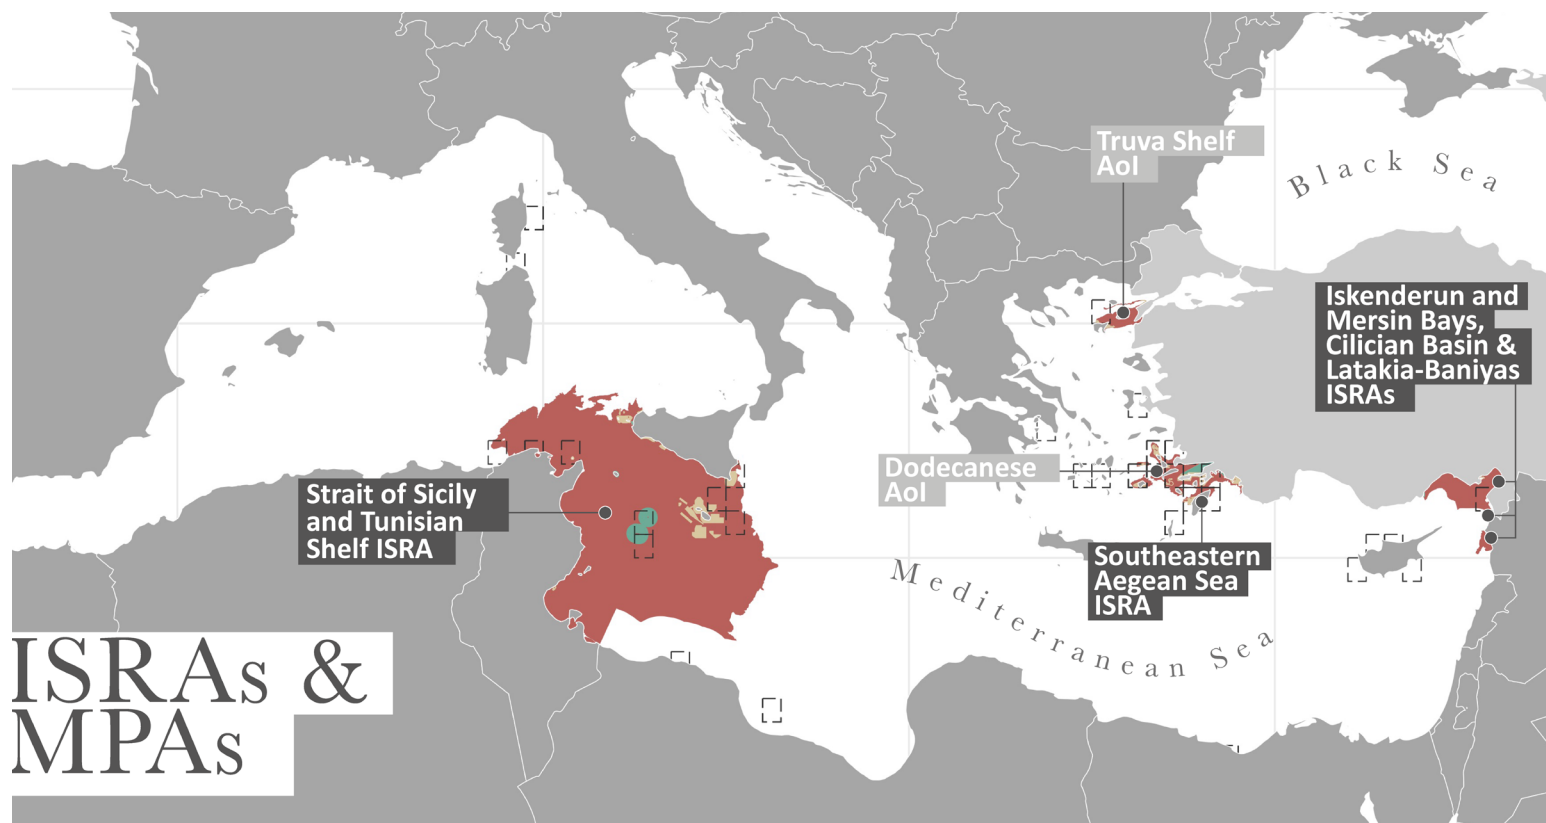 Truva Shelf
AoI
Black Sea
Iskenderun and
Mersin Bays,
Cilician Basin &
Latakia-Baniyas
ISRAs
Dodecanese
AoI
Strait of Sicily
and Tunisian
Shelf ISRA
Southeastern
Aegean Sea
ISRA
Mediterranean Sea
ISRAs &
MPAs